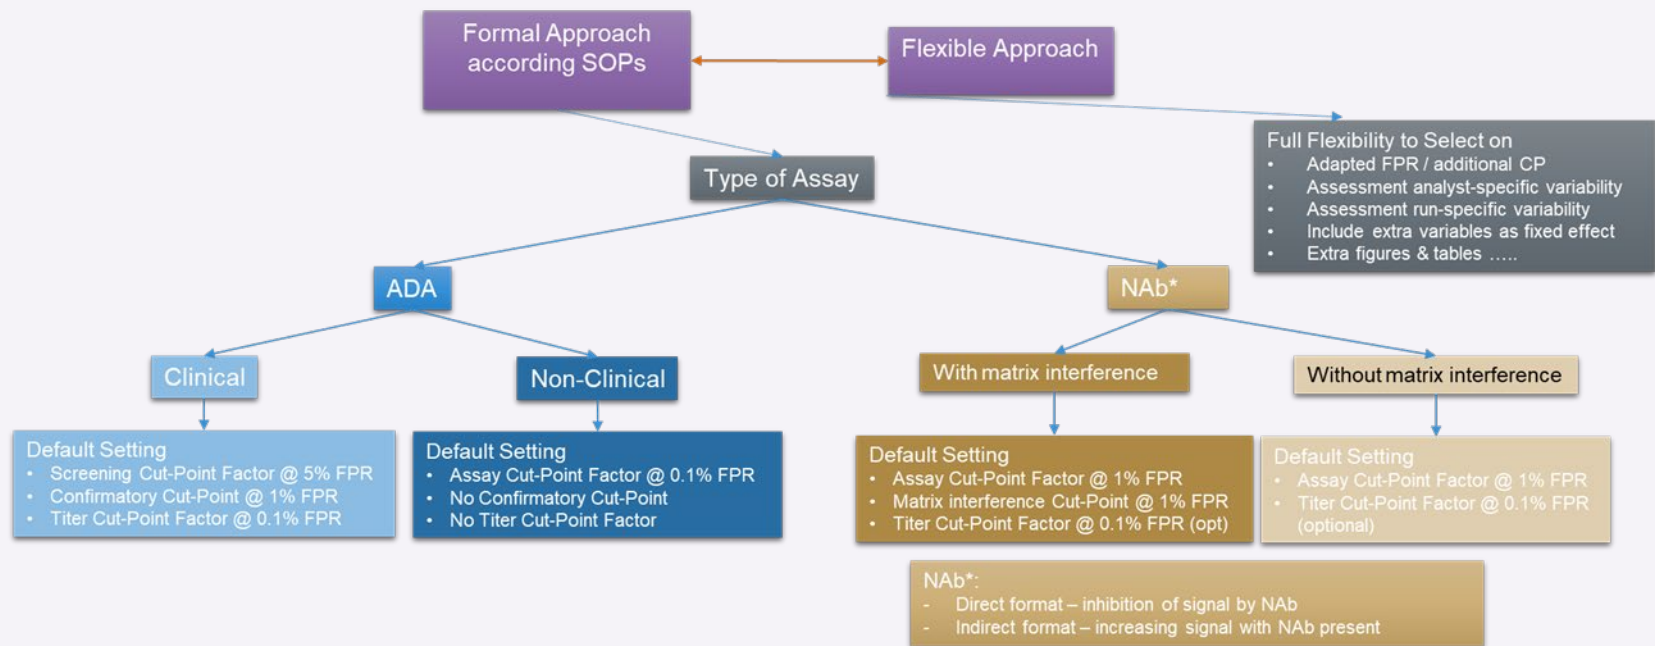 Formal Approach
according SOPs
Flexible Approach
Full Flexibility to Select on
• Adapted FPR / additional CP
• Assessment analyst-specific variability
• Assessment run-specific variability
• Include extra variables as fixed effect
• Extra figures & tables .....
Type of Assay
ADA
NAb*
Clinical
Non-Clinical
With matrix interference
Without matrix interference
Default Setting
• Screening Cut-Point Factor @ 5% FPR
• Confirmatory Cut-Point @ 1% FPR
• Titer Cut-Point Factor @ 0.1% FPR
Default Setting
• Assay Cut-Point Factor @ 0.1% FPR
• No Confirmatory Cut-Point
• No Titer Cut-Point Factor
Default Setting
• Assay Cut-Point Factor @ 1% FPR
• Matrix interference Cut-Point @ 1% FPR
• Titer Cut-Point Factor @ 0.1% FPR (opt)
Default Setting
• Assay Cut-Point Factor @ 1% FPR
• Titer Cut-Point Factor @ 0.1% FPR
(optional)
NAb*:
- Direct format – inhibition of signal by NAb
- Indirect format – increasing signal with NAb present